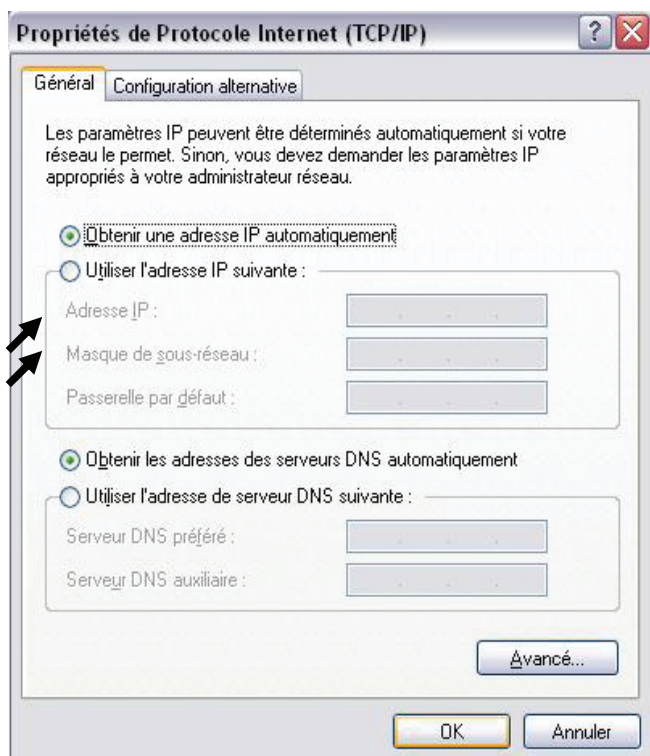 Propriétés de Protocole Internet (TCP/IP)
Général
Configuration alternative
Les paramètres IP peuvent être déterminés automatiquement si votre
réseau le permet. Sinon, vous devez demander les paramètres IP
appropriés à votre administrateur réseau.
Obtenir une adresse IP automatiquement
Utiliser l'adresse IP suivante :
Adresse IP :
Masque de sous-réseau :
Passerelle par défaut :
Obtenir les adresses des serveurs DNS automatiquement
Utiliser l'adresse de serveur DNS suivante :
Serveur DNS préféré :
Serveur DNS auxiliaire :
Avancé...
OK
Annuler